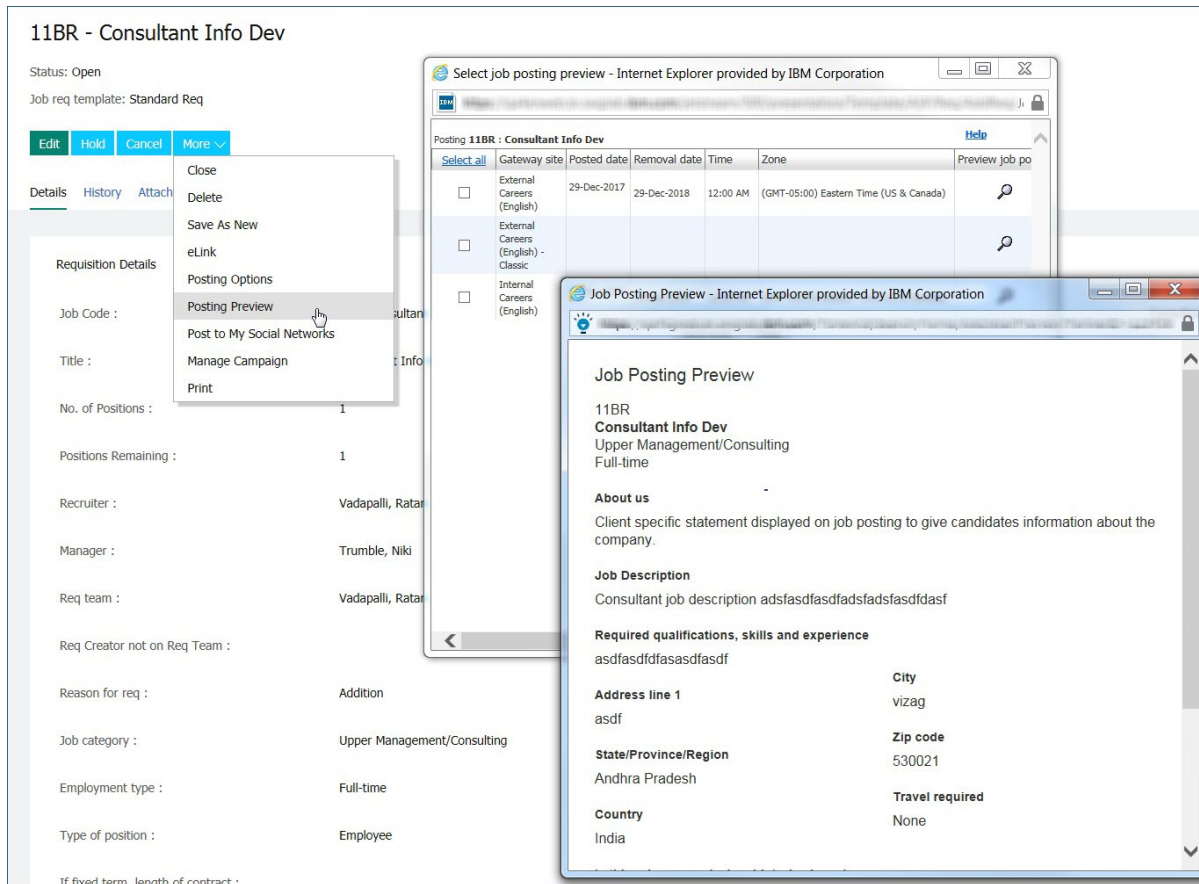 11BR - Consultant Info Dev
Status: Open
Job req template: Standard Req
Edit Hold Cancel More
Close
Delete
Save As New
eLink
Posting Options
Posting Preview
Post to My Social Networks
Manage Campaign
Print
Details History Attach
Requisition Details
Job Code :
Title : Info
No. of Positions : 1
Positions Remaining : 1
Recruiter : Vadapalli, Ratan
Manager : Trumble, Niki
Req team : Vadapalli, Ratan
Req Creator not on Req Team :
Reason for req : Addition
Job category : Upper Management/Consulting
Employment type : Full-time
Type of position : Employee
If fixed term, length of contract :
Select job posting preview - Internet Explorer provided by IBM Corporation
IBM
Posting 11BR : Consultant Info Dev Help
Select all Gateway site Posted date Removal date Time Zone Preview job po
External
Careers
(English) 29-Dec-2017 29-Dec-2018 12:00 AM (GMT-05:00) Eastern Time (US & Canada)
External
Careers
(English) -
Classic
Internal
Careers
(English)
Job Posting Preview - Internet Explorer provided by IBM Corporation
Job Posting Preview
11BR
Consultant Info Dev
Upper Management/Consulting
Full-time
-
About us
Client specific statement displayed on job posting to give candidates information about the
company.
Job Description
Consultant job description adsfasdfasdfadsfadsfasdfdasf
Required qualifications, skills and experience
asdfasdfdfasasdfasdf
Address line 1
asdf
State/Province/Region
Andhra Pradesh
Country
India
City
vizag
Zip code
530021
Travel required
None